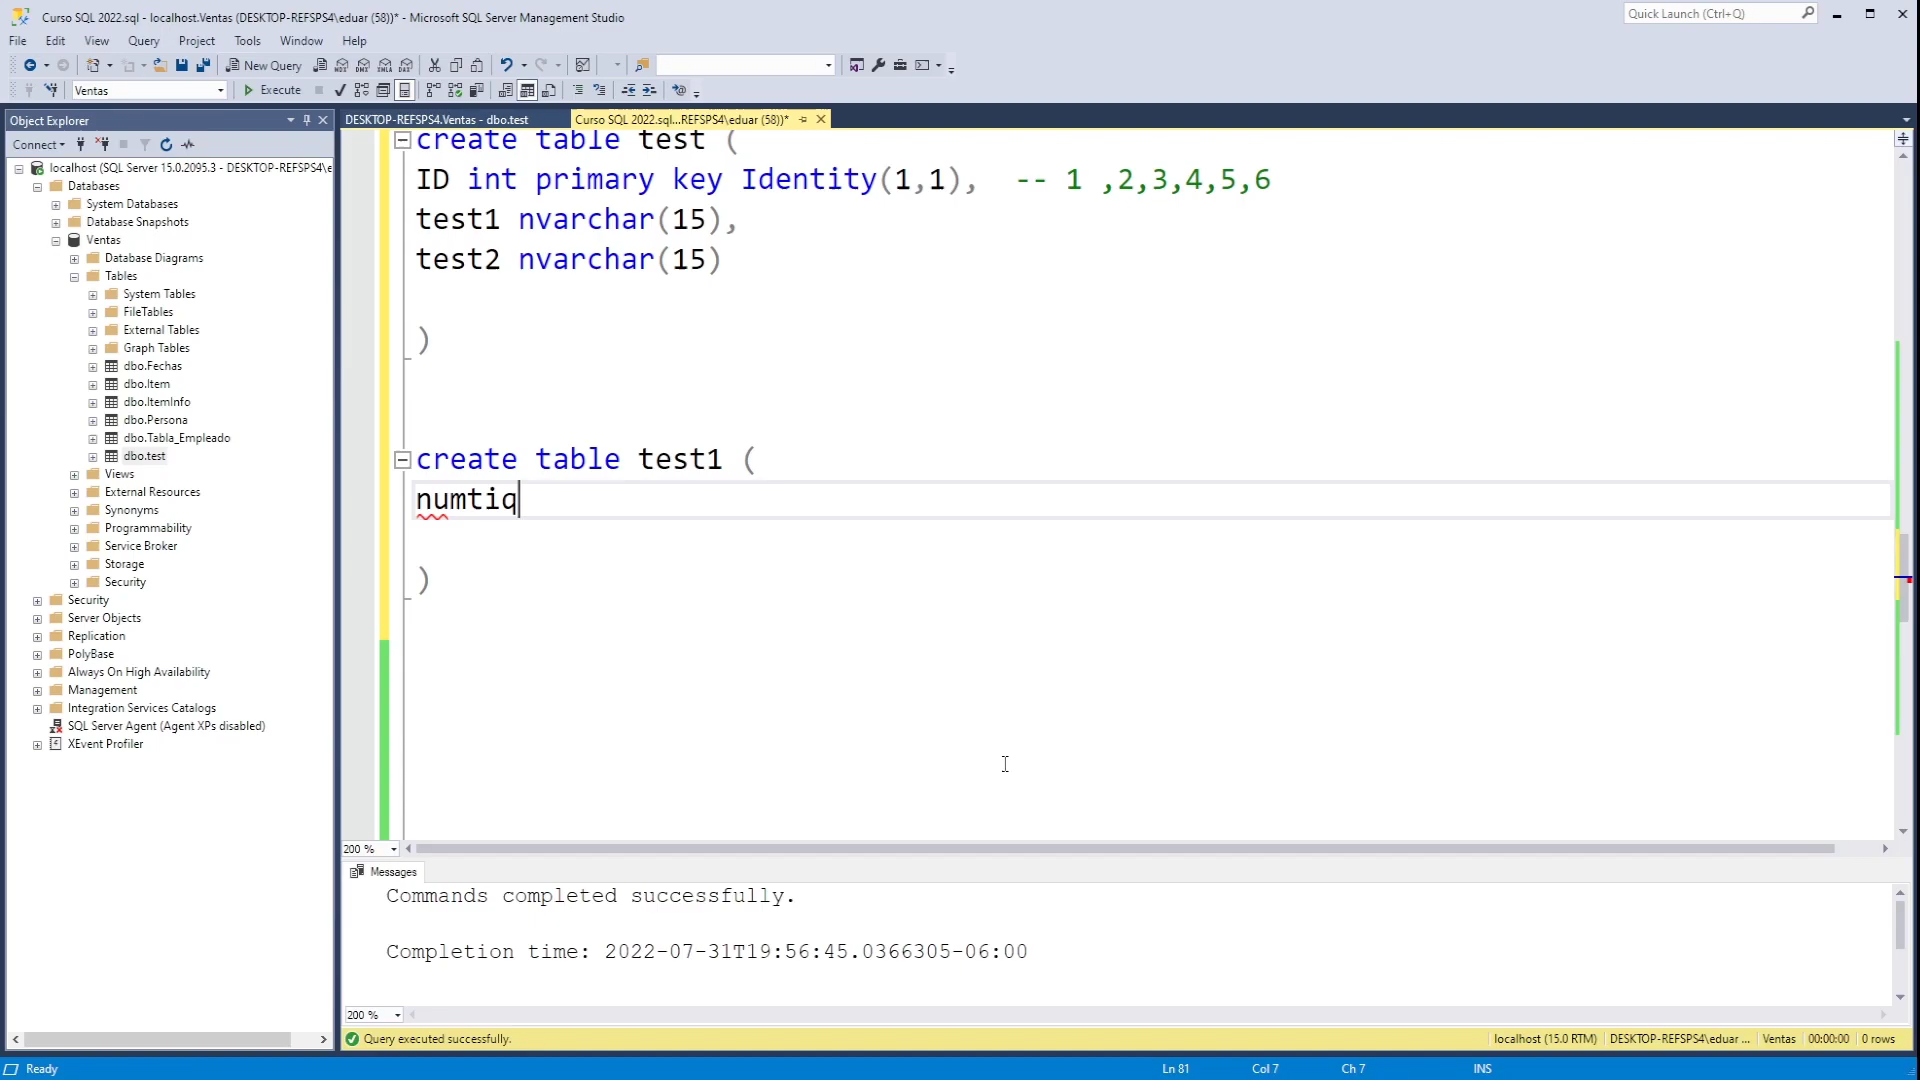 Curso SQL 2022.sql - localhost.Ventas (DESKTOP-REFSPS4\eduar (58))* - Microsoft SQL Server Management Studio
Quick Launch (Ctrl+Q)
File Edit View Query Project Tools Window Help
New Query
Ventas
Execute
Object Explorer
Connect
localhost (SQL Server 15.0.2095.3 - DESKTOP-REFSPS4\e
Databases
System Databases
Database Snapshots
Ventas
Database Diagrams
Tables
System Tables
FileTables
External Tables
Graph Tables
dbo.Fechas
dbo.Item
dbo.ItemInfo
dbo.Persona
dbo.Tabla_Empleado
dbo.test
Views
External Resources
Synonyms
Programmability
Service Broker
Storage
Security
Security
Server Objects
Replication
PolyBase
Always On High Availability
Management
Integration Services Catalogs
SQL Server Agent (Agent XPs disabled)
XEvent Profiler
DESKTOP-REFSPS4.Ventas - dbo.test
Curso SQL 2022.sql...REFSPS4\eduar (58))*
create table test (
ID int primary key Identity(1,1),  -- 1 ,2,3,4,5,6
test1 nvarchar(15),
test2 nvarchar(15)
)
create table test1 (
numtiq
)
200 %
Messages
Commands completed successfully.
Completion time: 2022-07-31T19:56:45.0366305-06:00
200 %
Query executed successfully.
localhost (15.0 RTM) DESKTOP-REFSPS4\eduar ... Ventas 00:00:00 0 rows
Ready
Ln 81 Col 7 Ch 7 INS